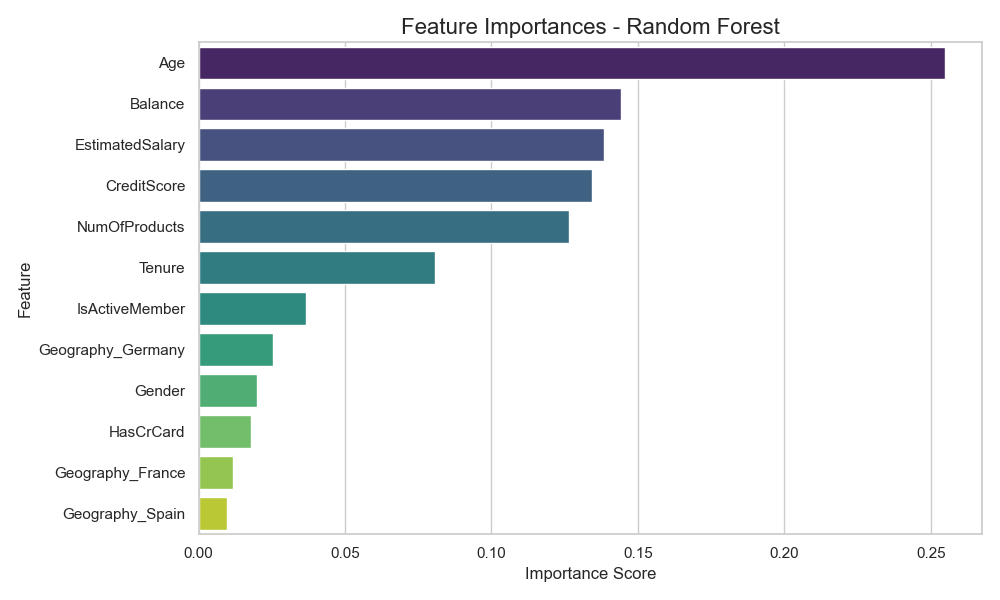 Feature Importances - Random Forest
Feature
Age
Balance
EstimatedSalary
CreditScore
NumOfProducts
Tenure
IsActiveMember
Geography_Germany
Gender
HasCrCard
Geography_France
Geography_Spain
0.00 0.05 0.10 0.15 0.20 0.25
Importance Score